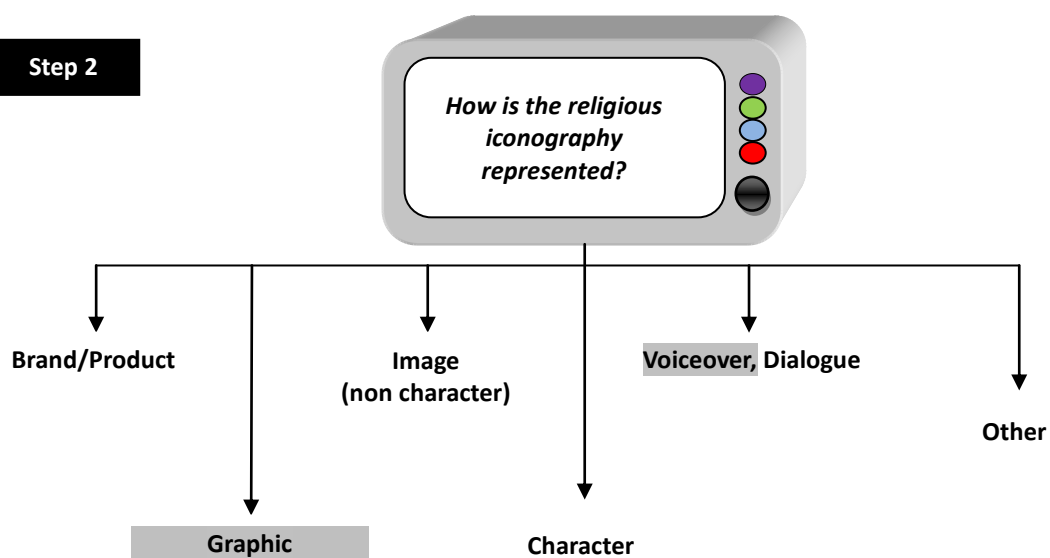 Step 2
How is the religious
iconography
represented?
Brand/Product
Image
(non character)
Voiceover, Dialogue
Other
Graphic
Character